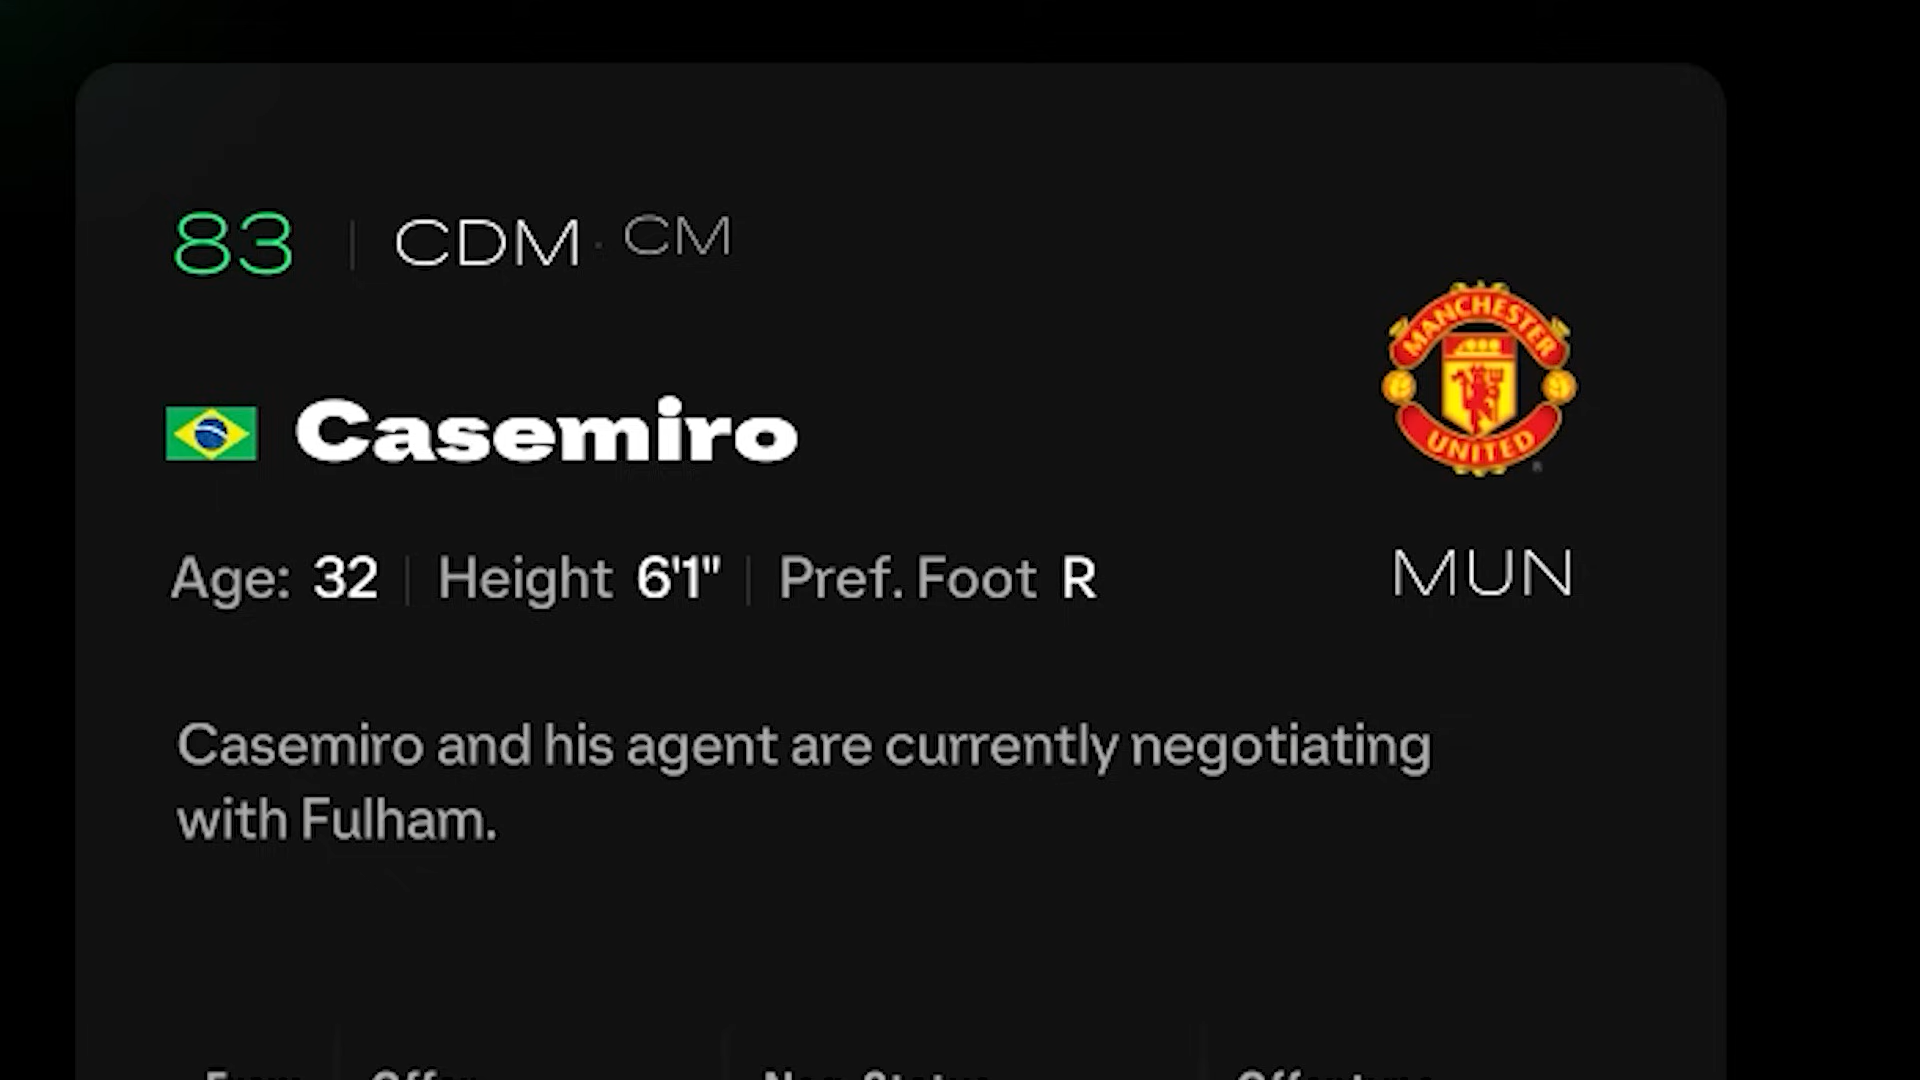 83 | CDM · CM
Casemiro
MANCHESTER
UNITED
Age: 32 | Height 6'1" | Pref. Foot R
MUN
Casemiro and his agent are currently negotiating
with Fulham.